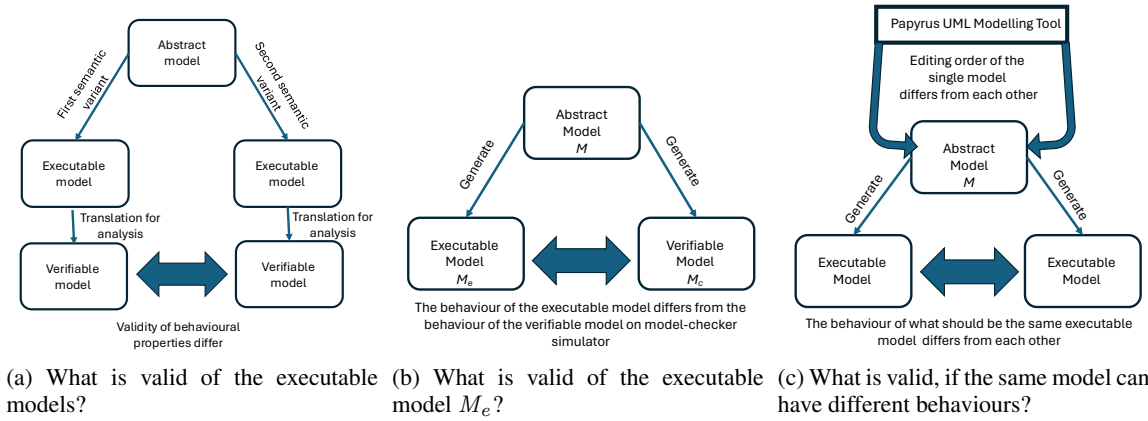 Abstract
model
First semantic
variant
Second semantic
variant
Executable
model
Executable
model
Translation for
analysis
Translation for
analysis
Verifiable
model
Verifiable
model
Validity of behavioural
properties differ
(a) What is valid of the executable
models?
Abstract
Model
M
Generate
Generate
Executable
Model
Me
Verifiable
Model
Mc
The behaviour of the executable model differs from the
behaviour of the verifiable model on model-checker
simulator
(b) What is valid of the executable
model Me?
Papyrus UML Modelling Tool
Editing order of the
single model
differs from each other
Abstract
Model
M
Generate
Generate
Executable
Model
Executable
Model
The behaviour of what should be the same executable
model differs from each other
(c) What is valid, if the same model can
have different behaviours?